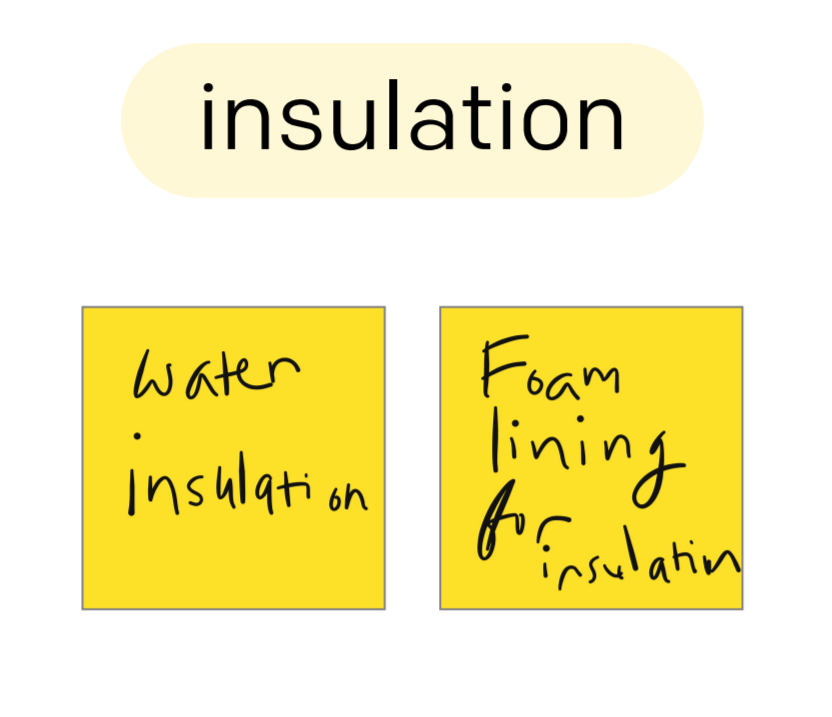 insulation
Water
insulation
Foam
lining
for
insulation